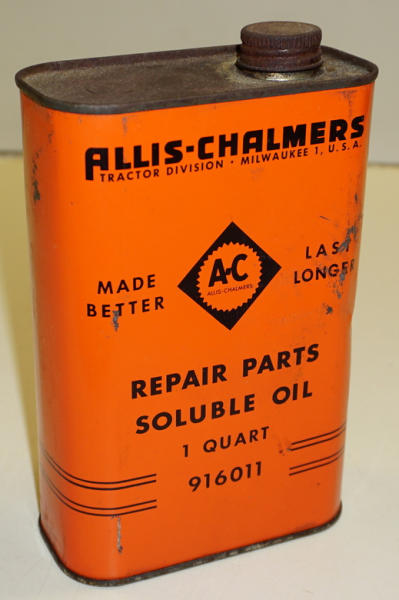 ALLIS-CHALMERS
TRACTOR DIVISION · MILWAUKEE 1, U.S.A.
MADE
BETTER
A-C
ALLIS-CHALMERS
LAST
LONGER
REPAIR PARTS
SOLUBLE OIL
1 QUART
916011